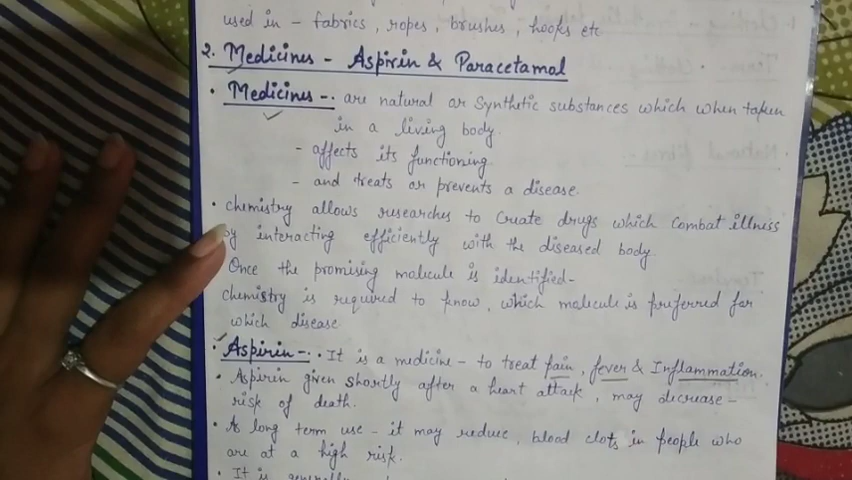 used in - fabrics, ropes, brushes, hooks etc
2. Medicines - Aspirin & Paracetamol
• Medicines -. are natural or synthetic substances which when taken
in a living body.
- affects its functioning
- and treats or prevents a disease.
• chemistry allows researches to create drugs which combat illness
by interacting efficiently with the diseased body
Once the promising molicule is identified-
chemistry is required to know, which molicule is preferred for
which disease
• Aspirin -. . It is a medicine - to treat pain, fever & Inflammation.
• Aspirin given shortly after a heart attack, may decrease -
risk of death.
• As long term use - it may reduce, blood clots in people who
are at a high risk.
• It is generally